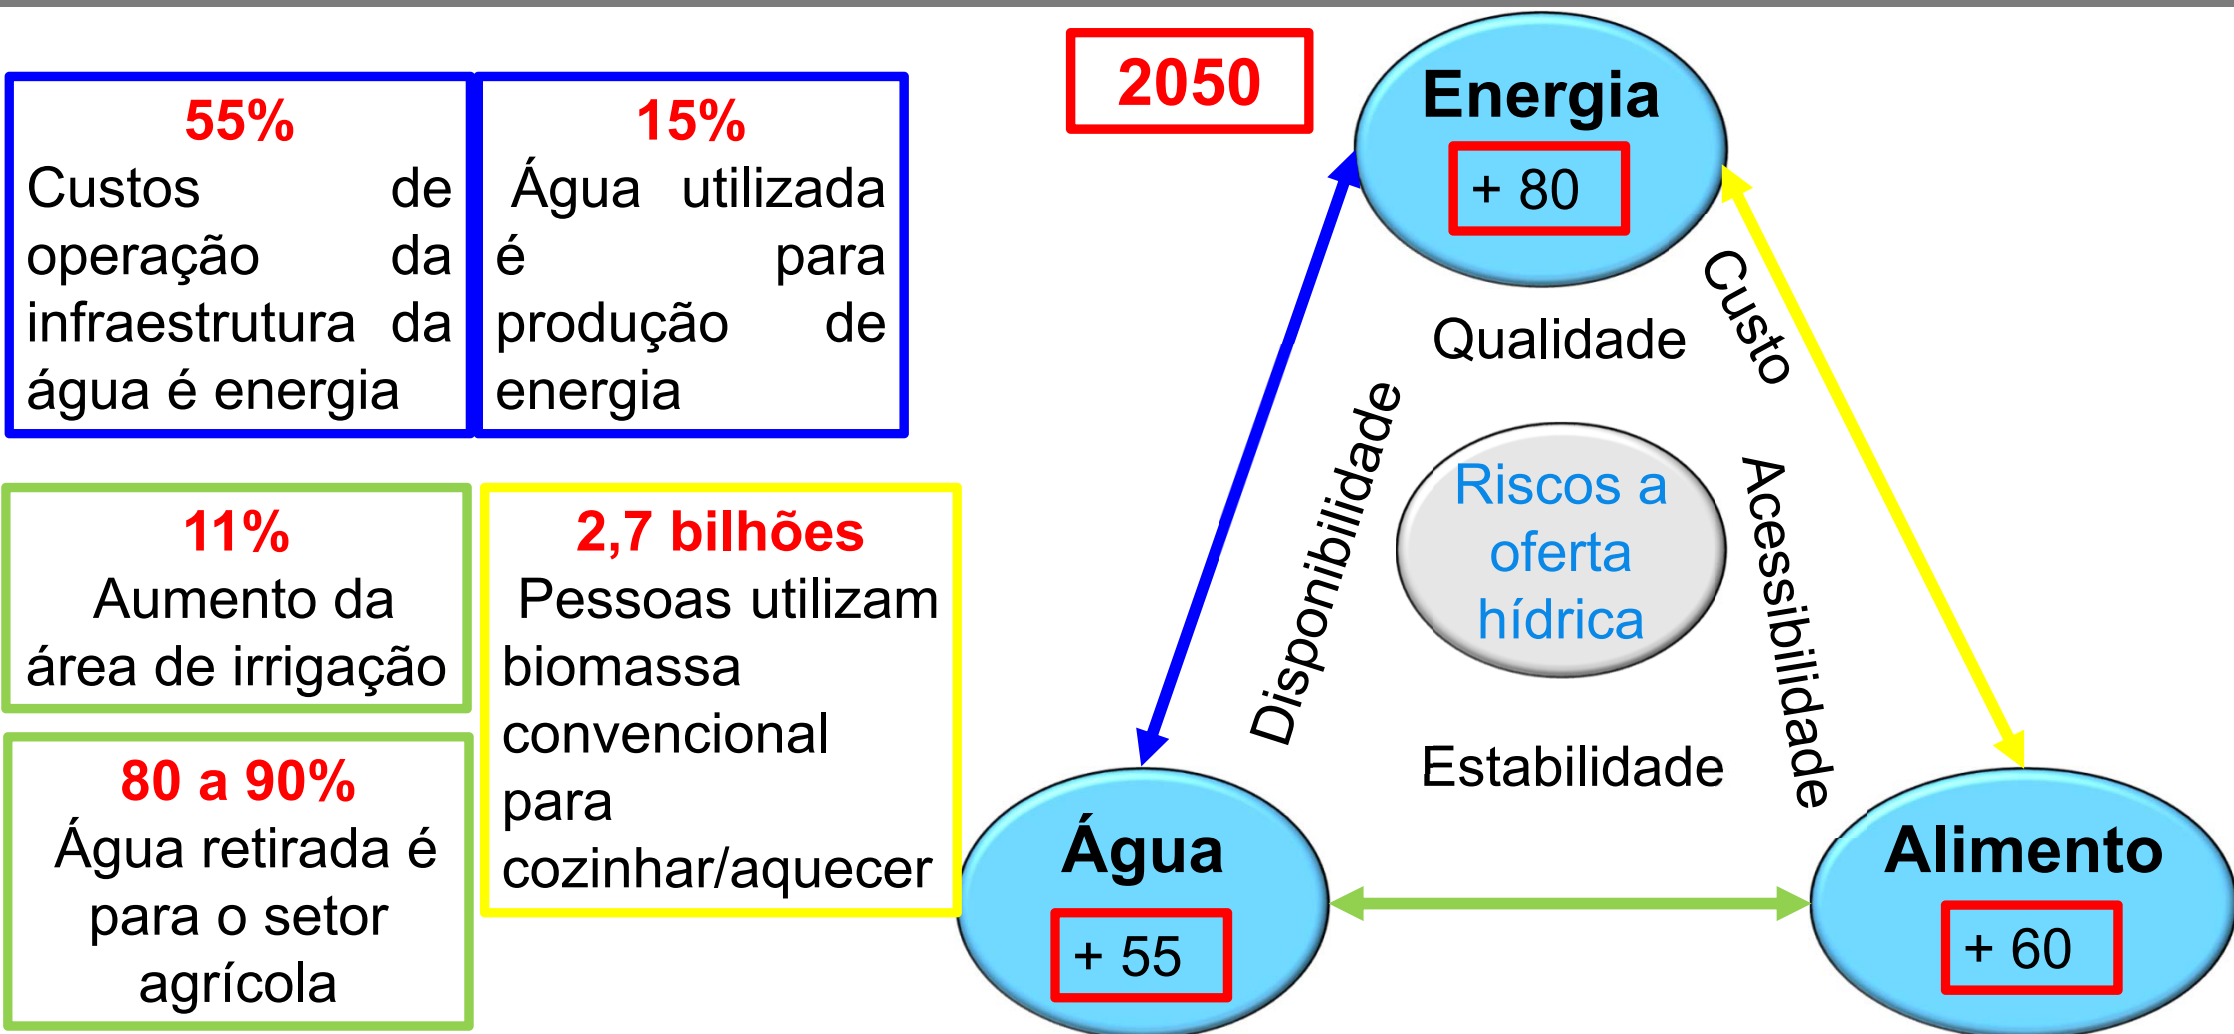 55%
Custos de
operação da
infraestrutura da
água é energia
15%
Água utilizada
é para
produção de
energia
11%
Aumento da
área de irrigação
80 a 90%
Água retirada é
para o setor
agrícola
2,7 bilhões
Pessoas utilizam
biomassa
convencional
para
cozinhar/aquecer
2050
Energia
+ 80
Qualidade
Custo
Disponibilidade
Riscos a
oferta
hídrica
Acessibilidade
Estabilidade
Água
+ 55
Alimento
+ 60